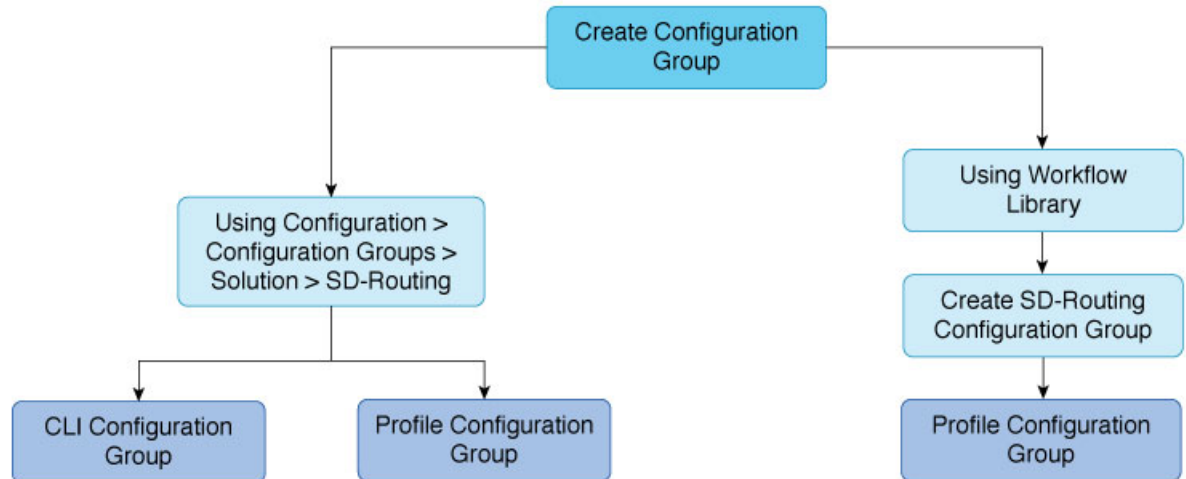 Create Configuration
Group
Using Configuration >
Configuration Groups >
Solution > SD-Routing
Using Workflow
Library
Create SD-Routing
Configuration Group
CLI Configuration
Group
Profile Configuration
Group
Profile Configuration
Group